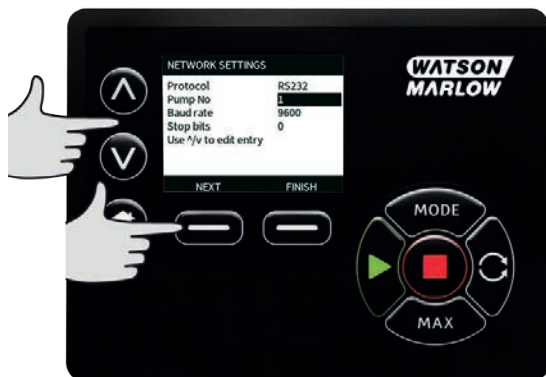 NETWORK SETTINGS
Protocol RS232
Pump No 1
Baud rate 9600
Stop bits 0
Use ^/v to edit entry
NEXT FINISH
WATSON
MARLOW
MODE
MAX